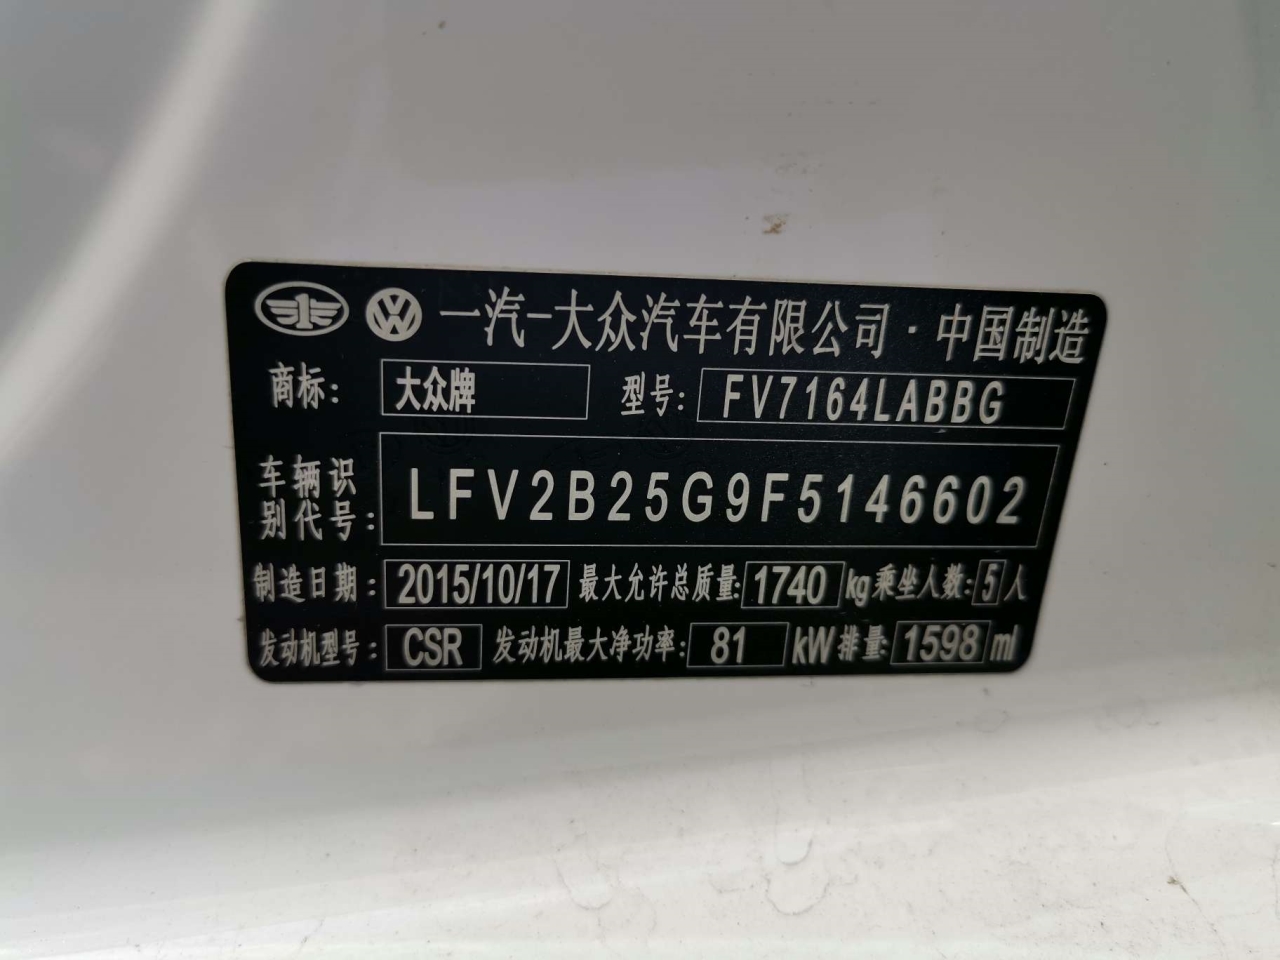 一汽-大众汽车有限公司·中国制造
商标: 大众牌 型号: FV7164LABBG
车辆识别代号: LFV2B25G9F5146602
制造日期: 2015/10/17 最大允许总质量: 1740 kg 乘坐人数: 5 人
发动机型号: CSR 发动机最大净功率: 81 kW 排量: 1598 ml